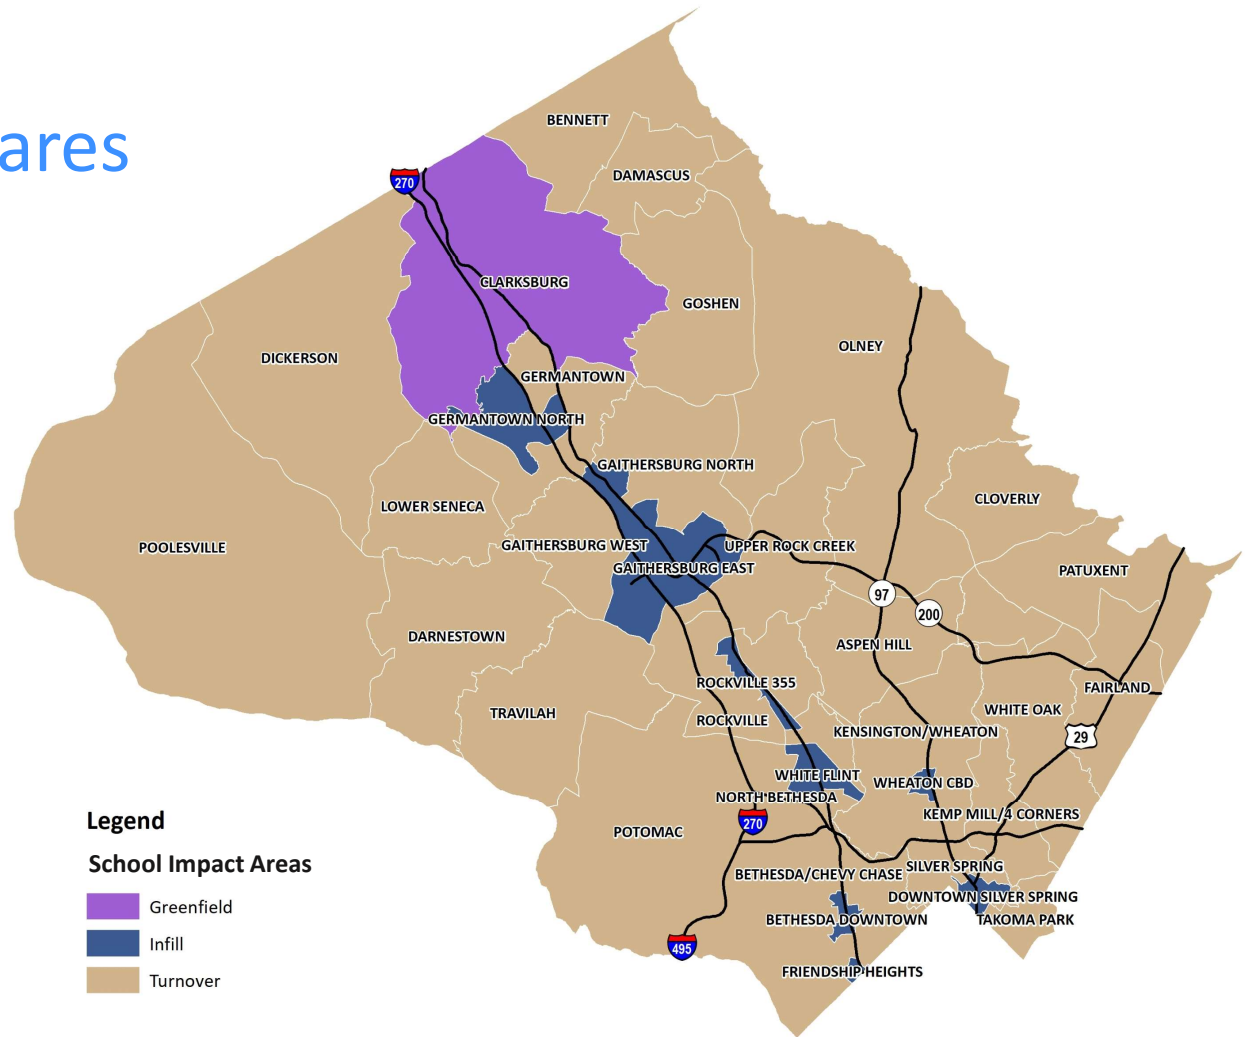 ares
BENNETT
DAMASCUS
270
CLARKSBURG
GOSHEN
OLNEY
DICKERSON
GERMANTOWN
GERMANTOWN NORTH
GAITHERSBURG NORTH
CLOVERLY
LOWER SENECA
GAITHERSBURG WEST
UPPER ROCK CREEK
POOLESVILLE
GAITHERSBURG EAST
PATUXENT
97
200
DARNESTOWN
ASPEN HILL
ROCKVILLE 355
FAIRLAND
TRAVILAH
WHITE OAK
ROCKVILLE
KENSINGTON/WHEATON
29
WHITE FLINT
WHEATON CBD
NORTH BETHESDA
KEMP MILL/4 CORNERS
270
POTOMAC
SILVER SPRING
BETHESDA/CHEVY CHASE
DOWNTOWN SILVER SPRING
BETHESDA DOWNTOWN
TAKOMA PARK
495
FRIENDSHIP HEIGHTS
Legend
School Impact Areas
Greenfield
Infill
Turnover